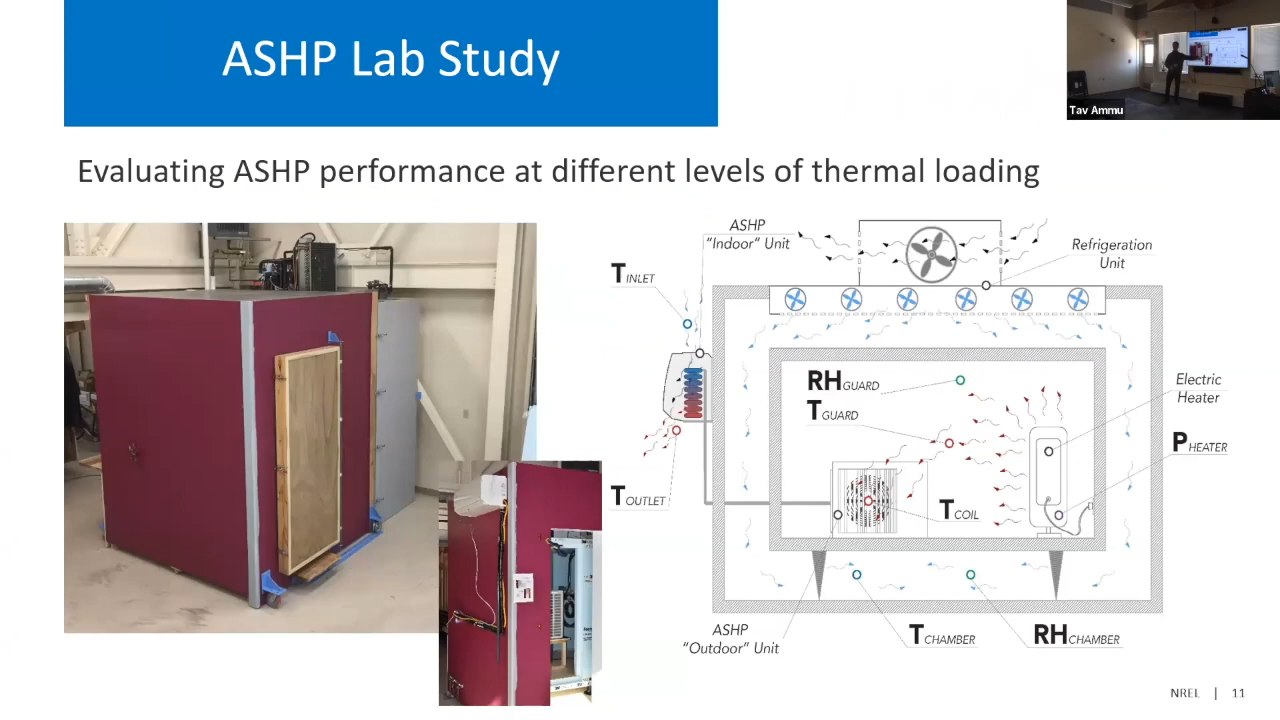 ASHP Lab Study
Tav Ammu
Evaluating ASHP performance at different levels of thermal loading
ASHP
"Indoor" Unit
Refrigeration
Unit
TINLET
RHGUARD
TGUARD
Electric
Heater
PHEATER
TOUTLET
TCOIL
ASHP
"Outdoor" Unit
TCHAMBER
RHCHAMBER
NREL | 11